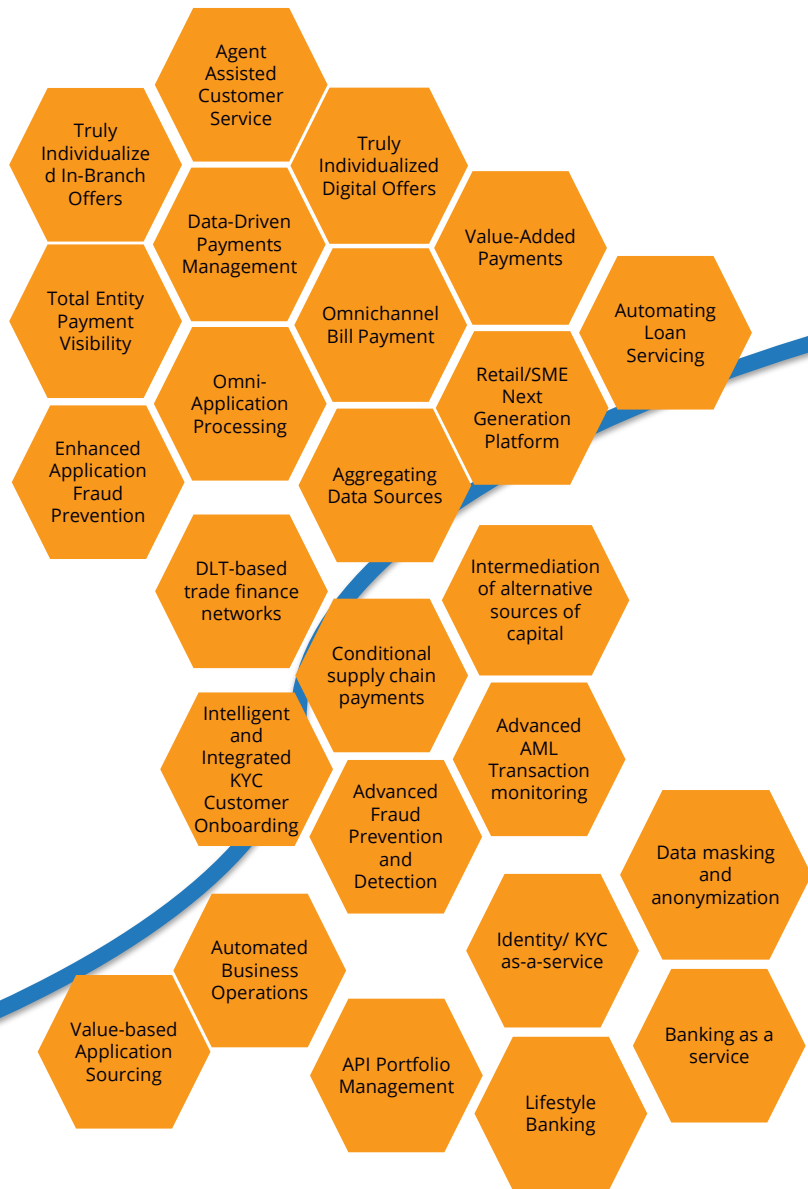 Agent
Assisted
Customer
Service
Truly
Individualize
d In-Branch
Offers
Truly
Individualized
Digital Offers
Data-Driven
Payments
Management
Value-Added
Payments
Total Entity
Payment
Visibility
Omnichannel
Bill Payment
Automating
Loan
Servicing
Omni-
Application
Processing
Retail/SME
Next
Generation
Platform
Enhanced
Application
Fraud
Prevention
Aggregating
Data Sources
DLT-based
trade finance
networks
Intermediation
of alternative
sources of
capital
Conditional
supply chain
payments
Intelligent
and
Integrated
KYC
Customer
Onboarding
Advanced
AML
Transaction
monitoring
Advanced
Fraud
Prevention
and
Detection
Data masking
and
anonymization
Identity/ KYC
as-a-service
Automated
Business
Operations
Value-based
Application
Sourcing
API Portfolio
Management
Banking as a
service
Lifestyle
Banking